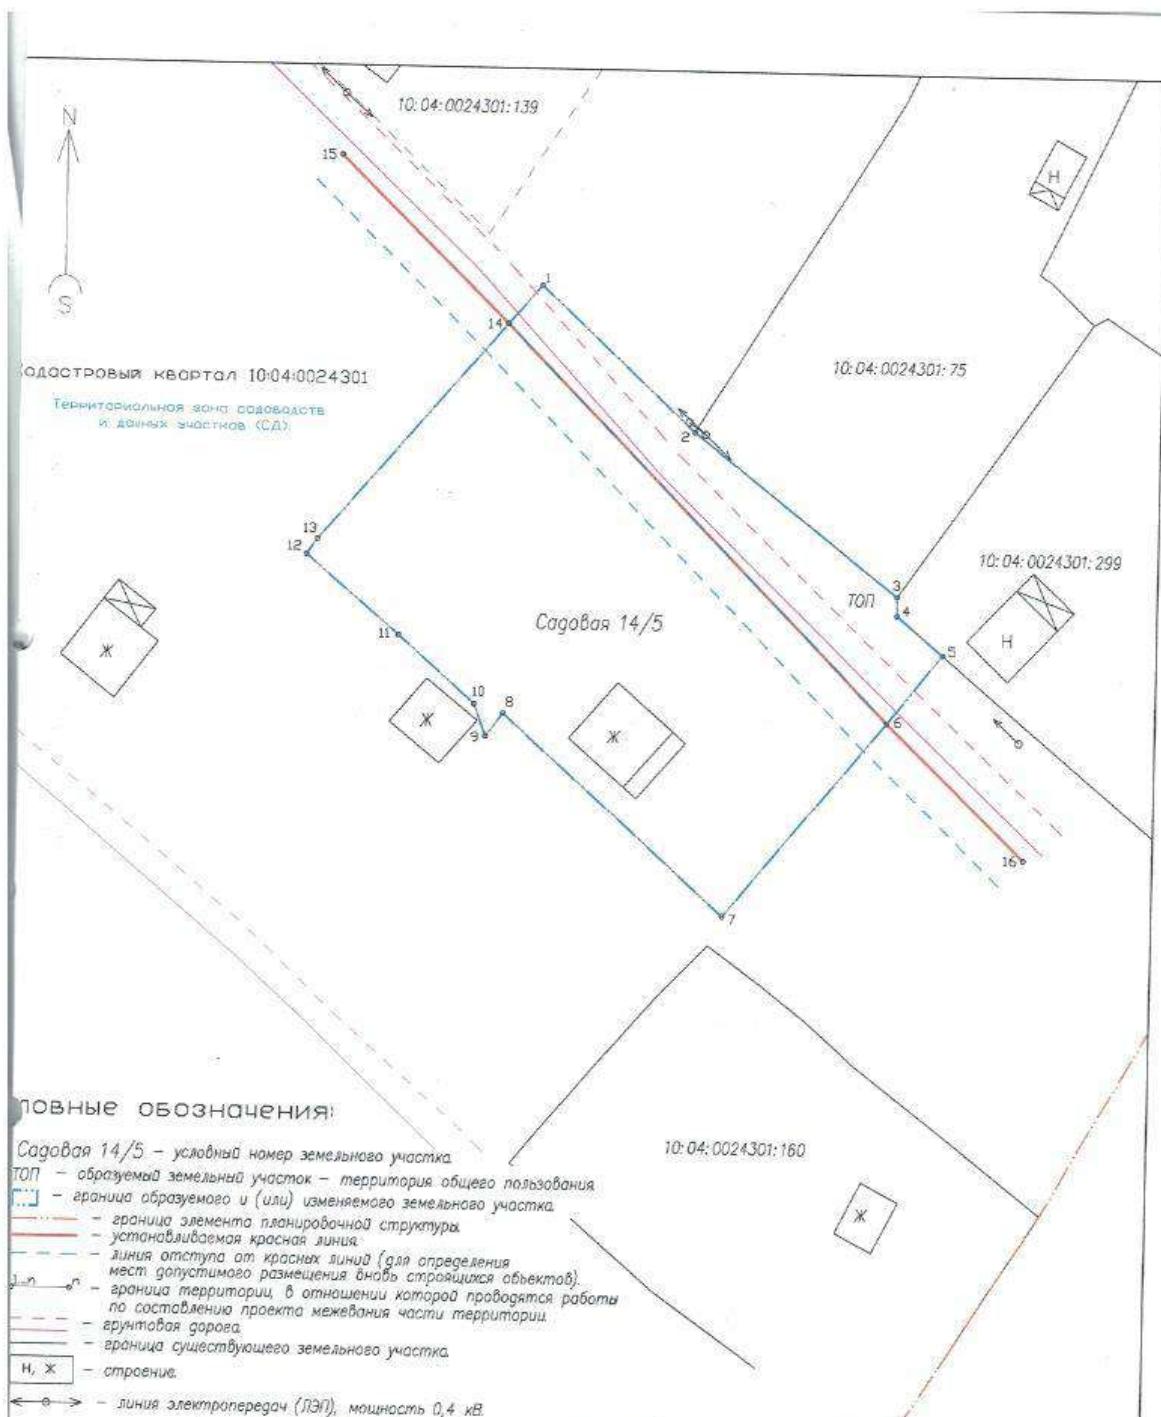 10:04:0024301:139
N
15
Н
1
S
14
кадастровый квартал 10:04:0024301
10:04:0024301:75
Территориальная зона садоводств
и дачных участков (СД)
2
13
12
10:04:0024301:299
3
ТОП
4
Садовая 14/5
11
5
Н
Ж
10
8
Ж
9
Ж
6
16
7
ловные обозначения:
Садовая 14/5 – условный номер земельного участка
10:04:0024301:160
ТОП – образуемый земельный участок – территория общего пользования
– граница образуемого и (или) изменяемого земельного участка
– граница элемента планировочной структуры
Ж
– устанавливаемая красная линия
– линия отступа от красных линий (для определения
мест допустимого размещения вновь строящихся объектов).
1...n n – граница территории, в отношении которой проводятся работы
по составлению проекта межевания части территории
– грунтовая дорога
– граница существующего земельного участка
Н, Ж – строение
– линия электропередач (ЛЭП), мощность 0,4 кВ